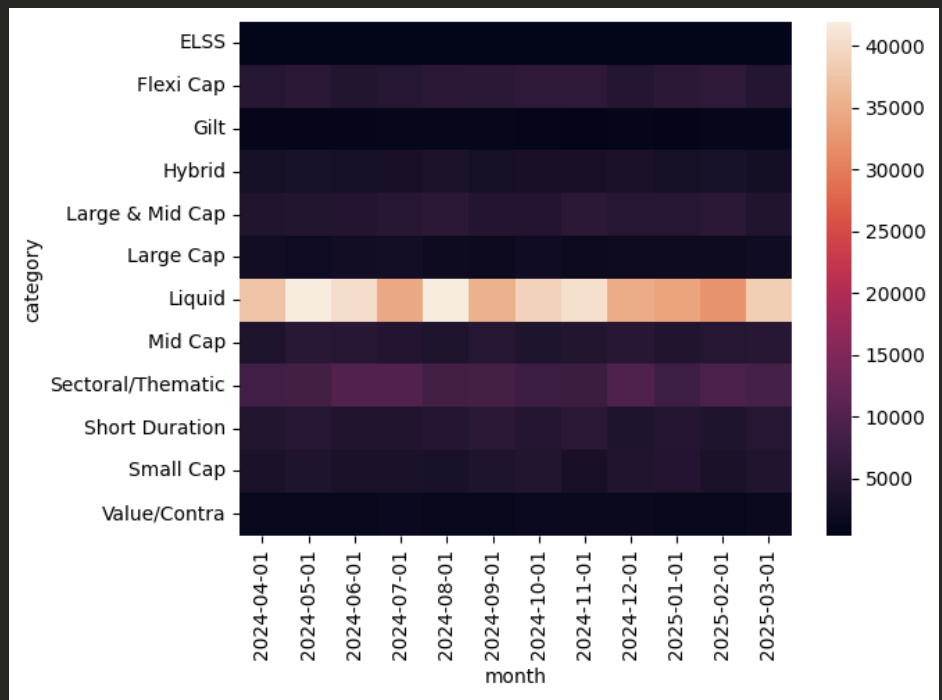 ELSS
Flexi Cap
Gilt
Hybrid
Large & Mid Cap
Large Cap
Liquid
Mid Cap
Sectoral/Thematic
Short Duration
Small Cap
Value/Contra
category
2024-04-01
2024-05-01
2024-06-01
2024-07-01
2024-08-01
2024-09-01
2024-10-01
2024-11-01
2024-12-01
2025-01-01
2025-02-01
2025-03-01
month
40000
35000
30000
25000
20000
15000
10000
5000